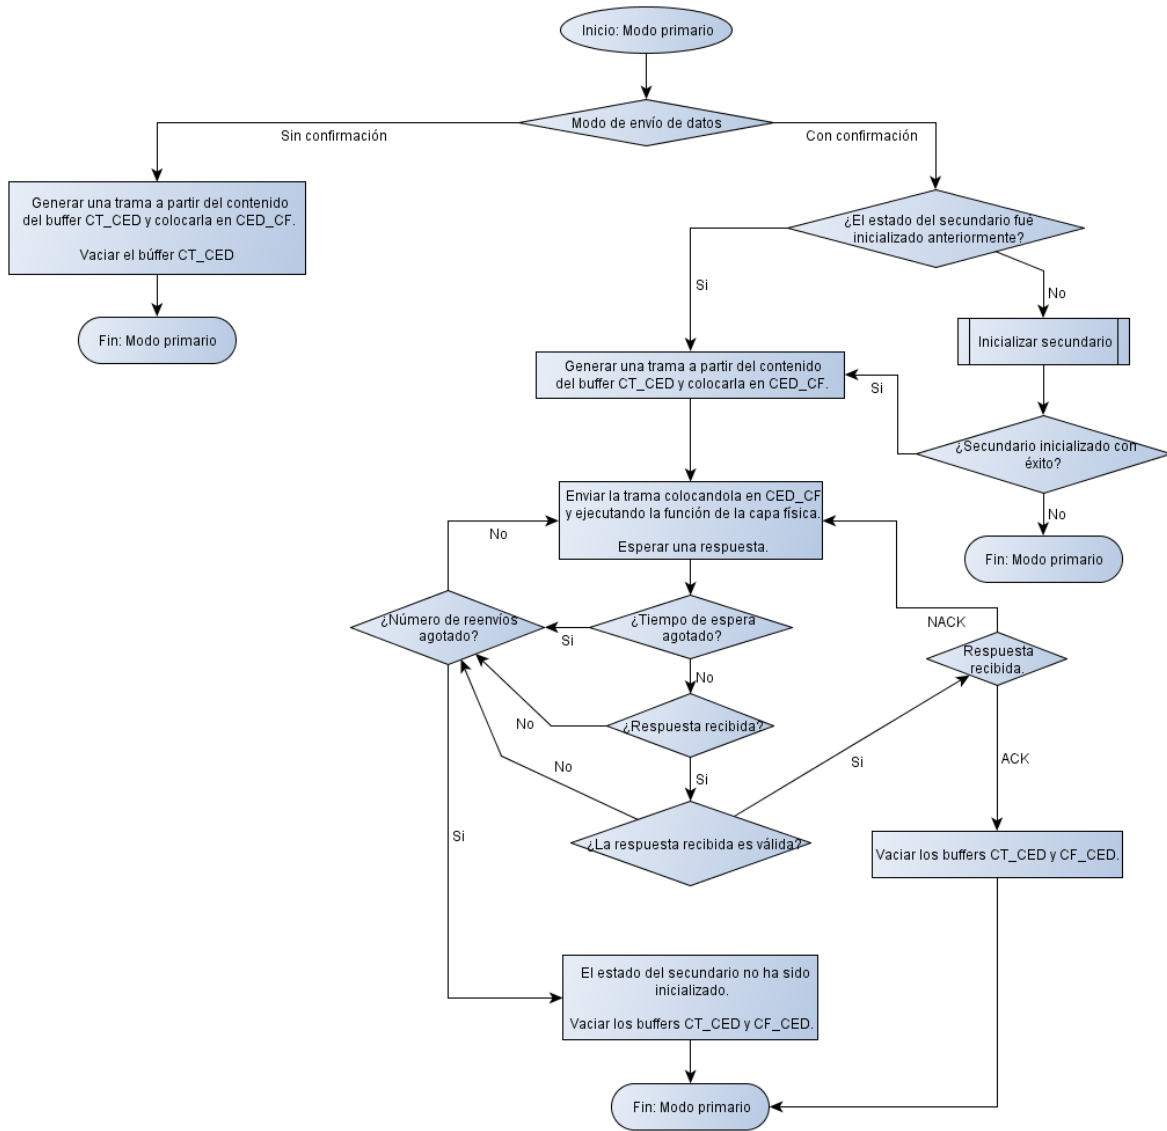 Inicio: Modo primario
Modo de envío de datos
Sin confirmación
Con confirmación
Generar una trama a partir del contenido
del buffer CT_CED y colocarla en CED_CF.
Vaciar el búffer CT_CED
Fin: Modo primario
¿El estado del secundario fué
inicializado anteriormente?
Si
No
Inicializar secundario
Generar una trama a partir del contenido
del buffer CT_CED y colocarla en CED_CF.
Si
¿Secundario inicializado con
éxito?
No
Fin: Modo primario
Enviar la trama colocandola en CED_CF
y ejecutando la función de la capa física.
Esperar una respuesta.
No
¿Número de reenvíos
agotado?
Si
¿Tiempo de espera
agotado?
NACK
Respuesta
recibida.
No
¿Respuesta recibida?
No
No
Si
Si
ACK
¿La respuesta recibida es válida?
Si
Vaciar los buffers CT_CED y CF_CED.
El estado del secundario no ha sido
inicializado.
Vaciar los buffers CT_CED y CF_CED.
Fin: Modo primario